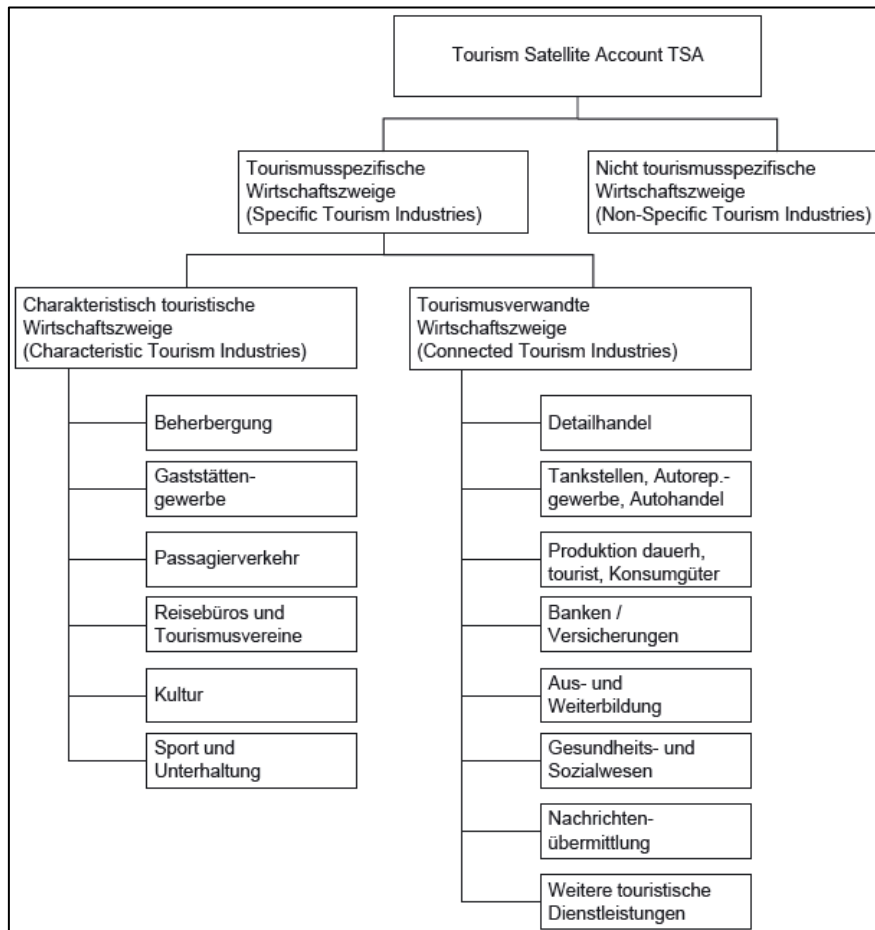 Tourism Satellite Account TSA
Tourismusspezifische
Wirtschaftszweige
(Specific Tourism Industries)
Nicht tourismusspezifische
Wirtschaftszweige
(Non-Specific Tourism Industries)
Charakteristisch touristische
Wirtschaftszweige
(Characteristic Tourism Industries)
Beherbergung
Gaststätten-
gewerbe
Passagierverkehr
Reisebüros und
Tourismusvereine
Kultur
Sport und
Unterhaltung
Tourismusverwandte
Wirtschaftszweige
(Connected Tourism Industries)
Detailhandel
Tankstellen, Autorep.-
gewerbe, Autohandel
Produktion dauerh,
tourist, Konsumgüter
Banken /
Versicherungen
Aus- und
Weiterbildung
Gesundheits- und
Sozialwesen
Nachrichten-
übermittlung
Weitere touristische
Dienstleistungen